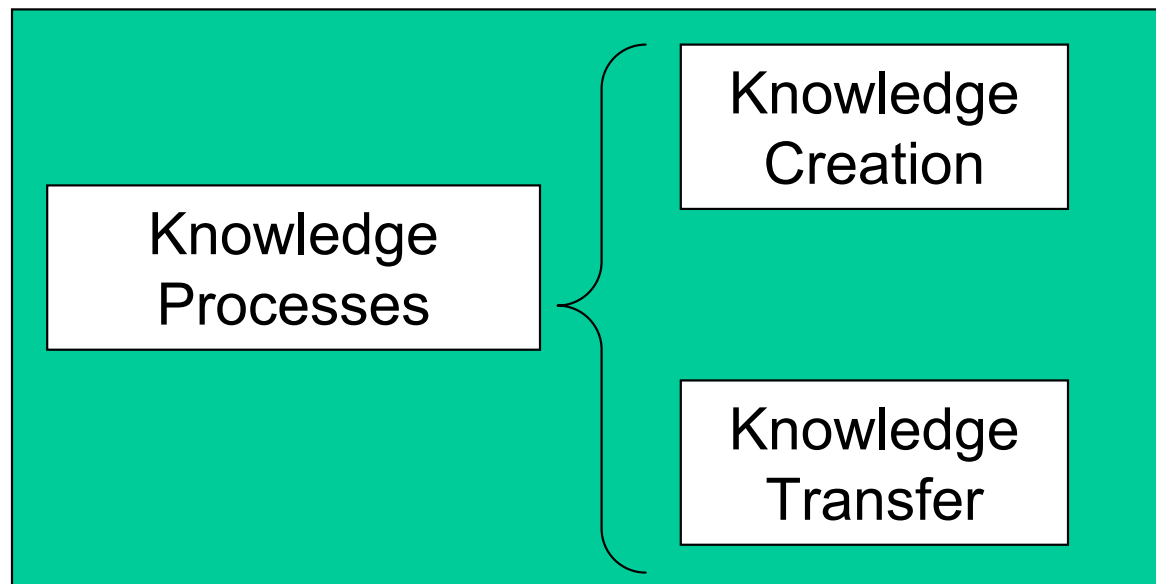 Knowledge
Creation
Knowledge
Processes
Knowledge
Transfer